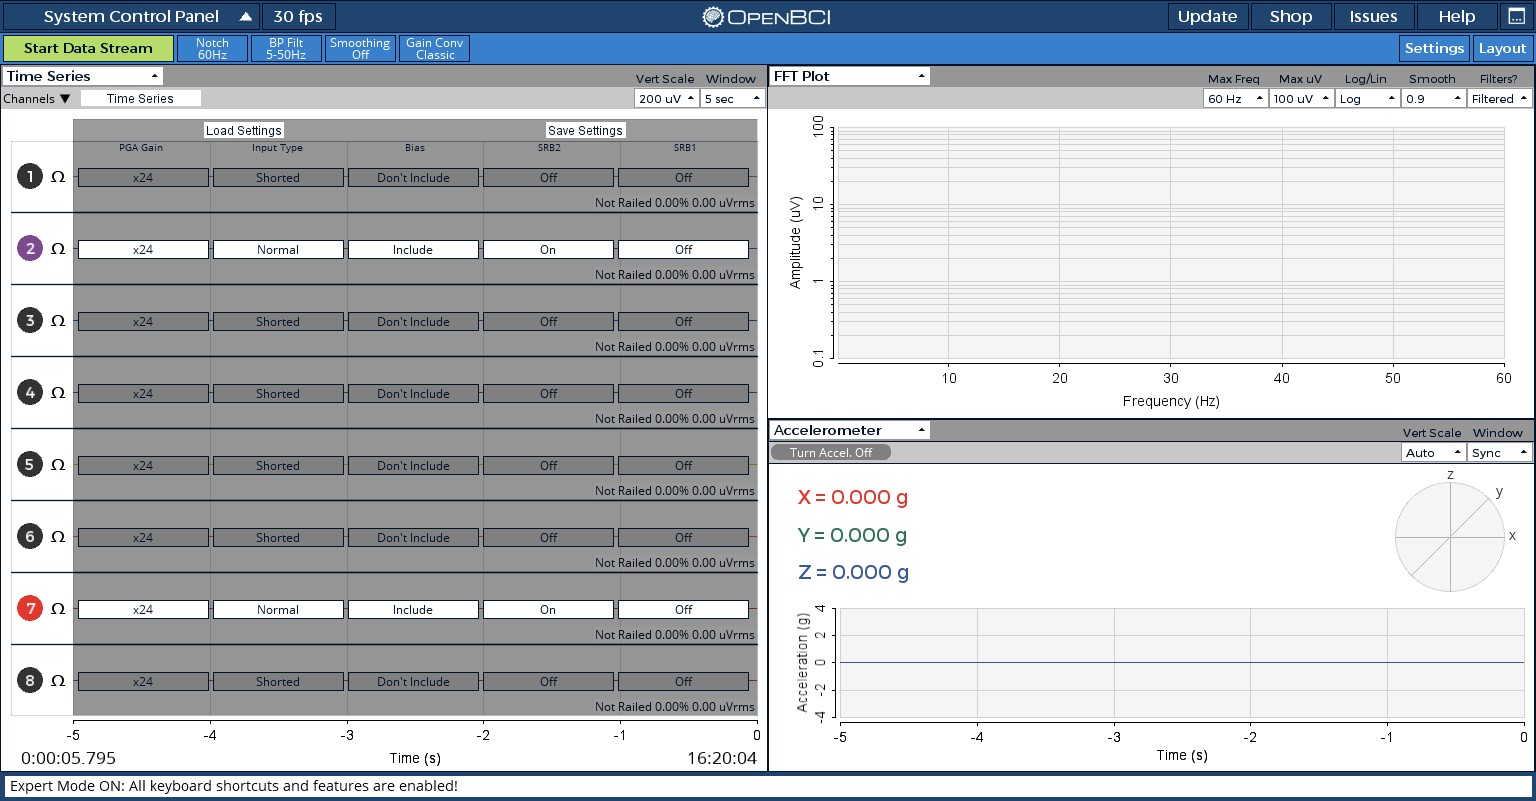 System Control Panel 30 fps OpenBCI Update Shop Issues Help
Start Data Stream Notch 60Hz BP Filt 5-50Hz Smoothing Off Gain Conv Classic Settings Layout
Time Series
Vert Scale Window
Channels ▼ Time Series 200 uV 5 sec
Load Settings Save Settings
PGA Gain Input Type Bias SRB2 SRB1
1 Ω x24 Shorted Don't Include Off Off
Not Railed 0.00% 0.00 uVrms
2 Ω x24 Normal Include On Off
Not Railed 0.00% 0.00 uVrms
3 Ω x24 Shorted Don't Include Off Off
Not Railed 0.00% 0.00 uVrms
4 Ω x24 Shorted Don't Include Off Off
Not Railed 0.00% 0.00 uVrms
5 Ω x24 Shorted Don't Include Off Off
Not Railed 0.00% 0.00 uVrms
6 Ω x24 Shorted Don't Include Off Off
Not Railed 0.00% 0.00 uVrms
7 Ω x24 Normal Include On Off
Not Railed 0.00% 0.00 uVrms
8 Ω x24 Shorted Don't Include Off Off
Not Railed 0.00% 0.00 uVrms
-5 -4 -3 -2 -1 0
0:00:05.795 Time (s) 16:20:04
FFT Plot
Max Freq Max uV Log/Lin Smooth Filters?
60 Hz 100 uV Log 0.9 Filtered
100
10
1
0.1
Amplitude (uV)
10 20 30 40 50 60
Frequency (Hz)
Accelerometer
Vert Scale Window
Turn Accel. Off Auto Sync
X = 0.000 g
Y = 0.000 g
Z = 0.000 g
z
y
x
4
2
0
-2
-4
Acceleration (g)
-5 -4 -3 -2 -1 0
Time (s)
Expert Mode ON: All keyboard shortcuts and features are enabled!